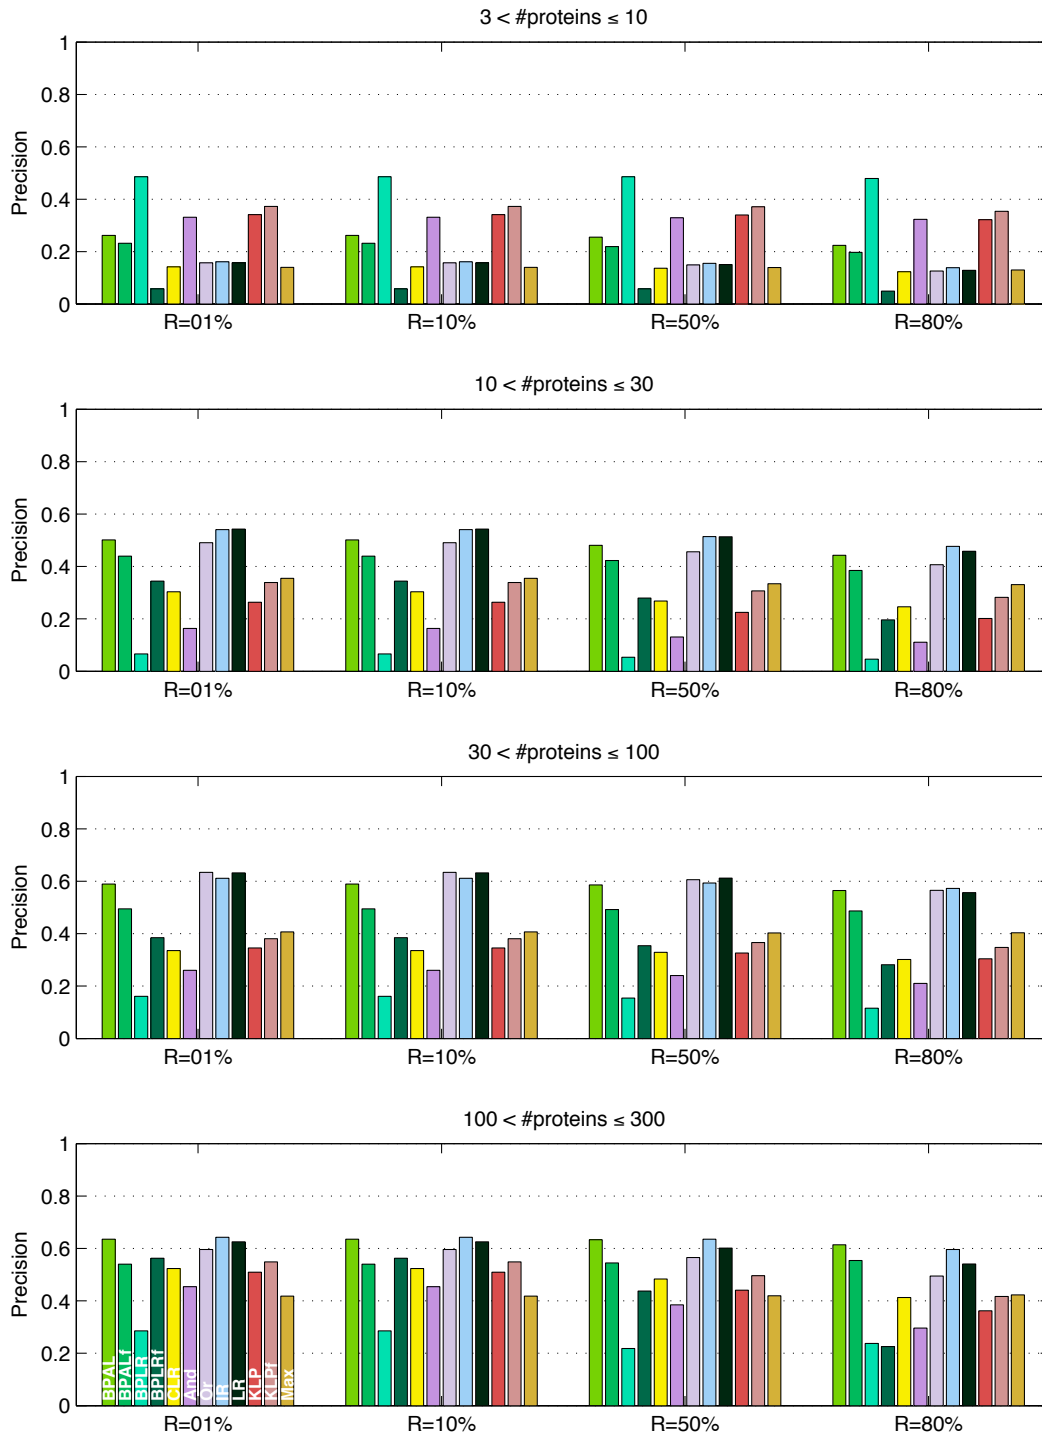 3 < #proteins ≤ 10
1
0.8
0.6
0.4
0.2
0
Precision
R=01% R=10% R=50% R=80%
10 < #proteins ≤ 30
1
0.8
0.6
0.4
0.2
0
Precision
R=01% R=10% R=50% R=80%
30 < #proteins ≤ 100
1
0.8
0.6
0.4
0.2
0
Precision
R=01% R=10% R=50% R=80%
100 < #proteins ≤ 300
1
0.8
0.6
0.4
0.2
0
Precision
BPAL
BPALf
BPLR
BPLRf
CLR
And
Or
IR
LR
KLP
KLPf
Max
R=01% R=10% R=50% R=80%